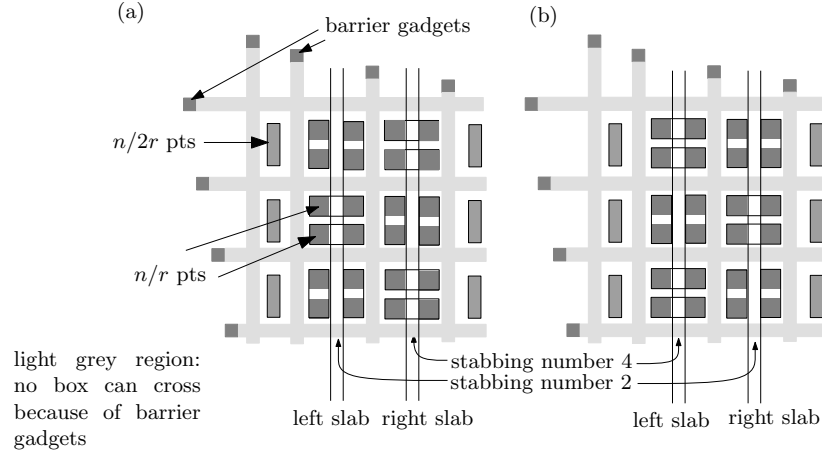 (a)
(b)
barrier gadgets
n/2r pts
n/r pts
light grey region:
no box can cross
because of barrier
gadgets
stabbing number 4
stabbing number 2
left slab
right slab
left slab
right slab